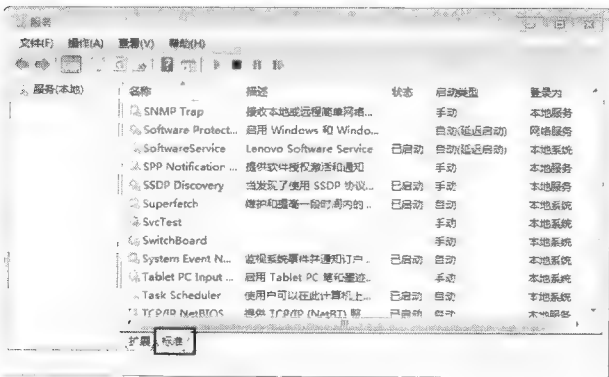 服务
文件(F) 操作(A) 查看(V) 帮助(H)
服务(本地)
名称 描述 状态 启动类型 登录为
SNMP Trap 接收本地或远程简单网络... 手动 本地服务
Software Protect... 启用 Windows 和 Windo... 自动(延迟启动) 网络服务
SoftwareService Lenovo Software Service 已启动 自动(延迟启动) 本地系统
SPP Notification ... 提供软件授权激活和通知 手动 本地服务
SSDP Discovery 当发现了使用 SSDP 协议... 已启动 手动 本地服务
Superfetch 维护和提高一段时间内的... 已启动 自动 本地系统
SvcTest 手动 本地系统
SwitchBoard 手动 本地系统
System Event N... 监视系统事件并通知订户... 已启动 自动 本地系统
Tablet PC Input ... 启用 Tablet PC 笔和墨迹... 手动 本地系统
Task Scheduler 使用户可以在此计算机上... 已启动 自动 本地系统
TCP/IP NetBIOS 提供 TCP/IP (NetBT) 服 已启动 自动 本地服务
扩展 标准